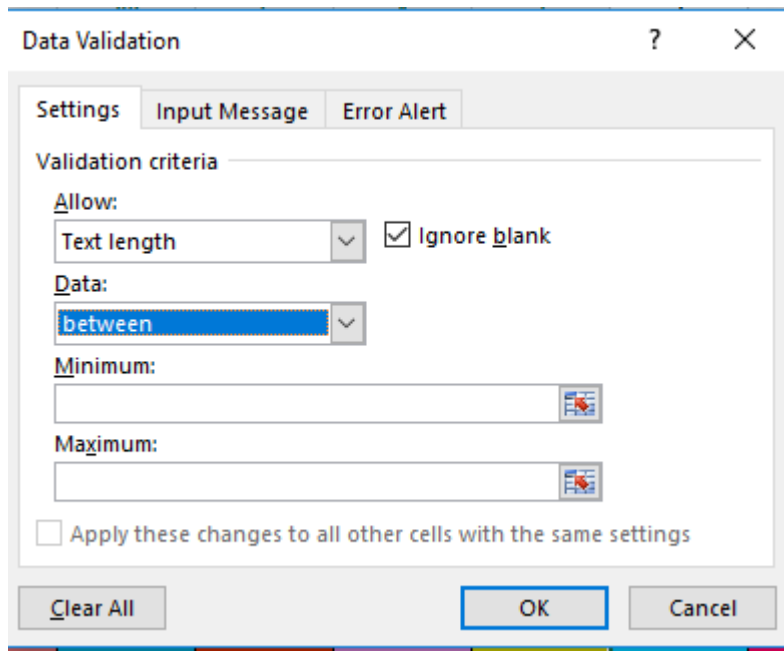 Data Validation ?
Settings Input Message Error Alert
Validation criteria
Allow:
Text length Ignore blank
Data:
between
Minimum:
Maximum:
Apply these changes to all other cells with the same settings
Clear All OK Cancel